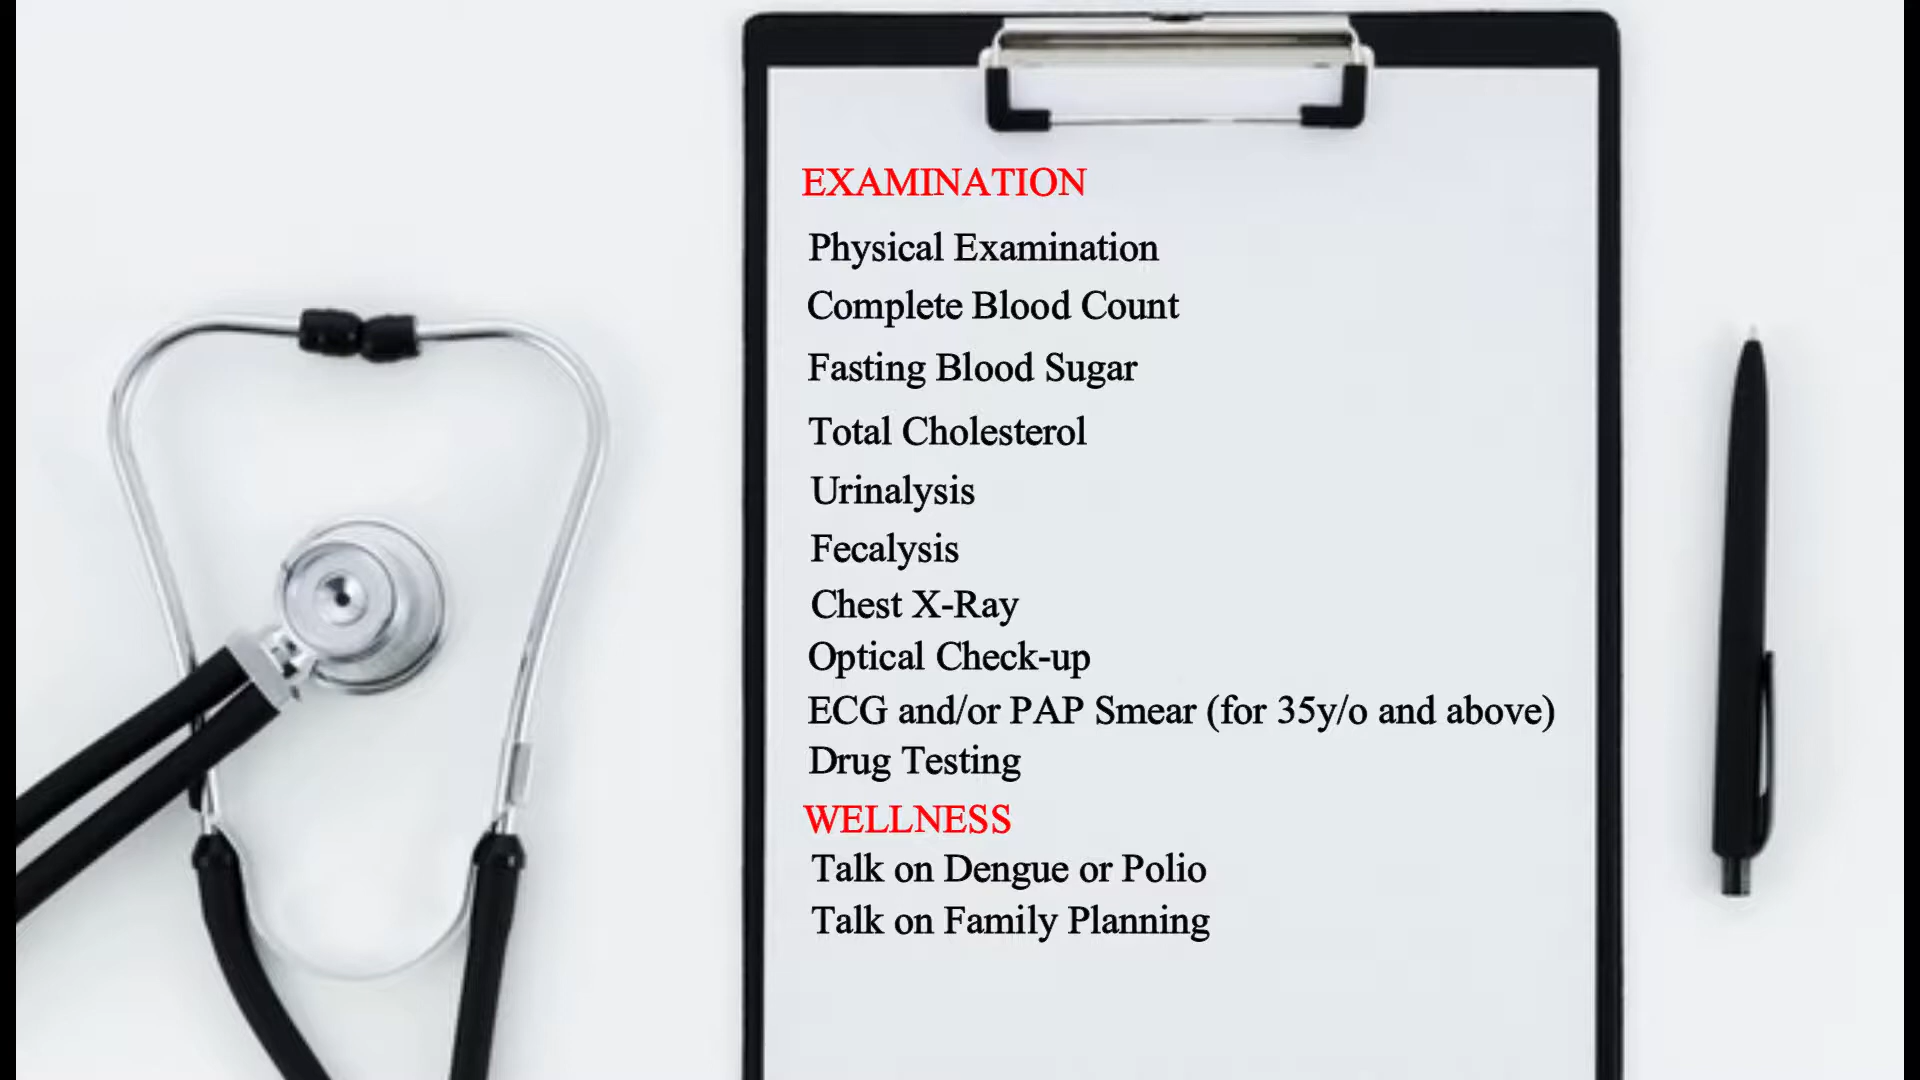 EXAMINATION
Physical Examination
Complete Blood Count
Fasting Blood Sugar
Total Cholesterol
Urinalysis
Fecalysis
Chest X-Ray
Optical Check-up
ECG and/or PAP Smear (for 35y/o and above)
Drug Testing
WELLNESS
Talk on Dengue or Polio
Talk on Family Planning